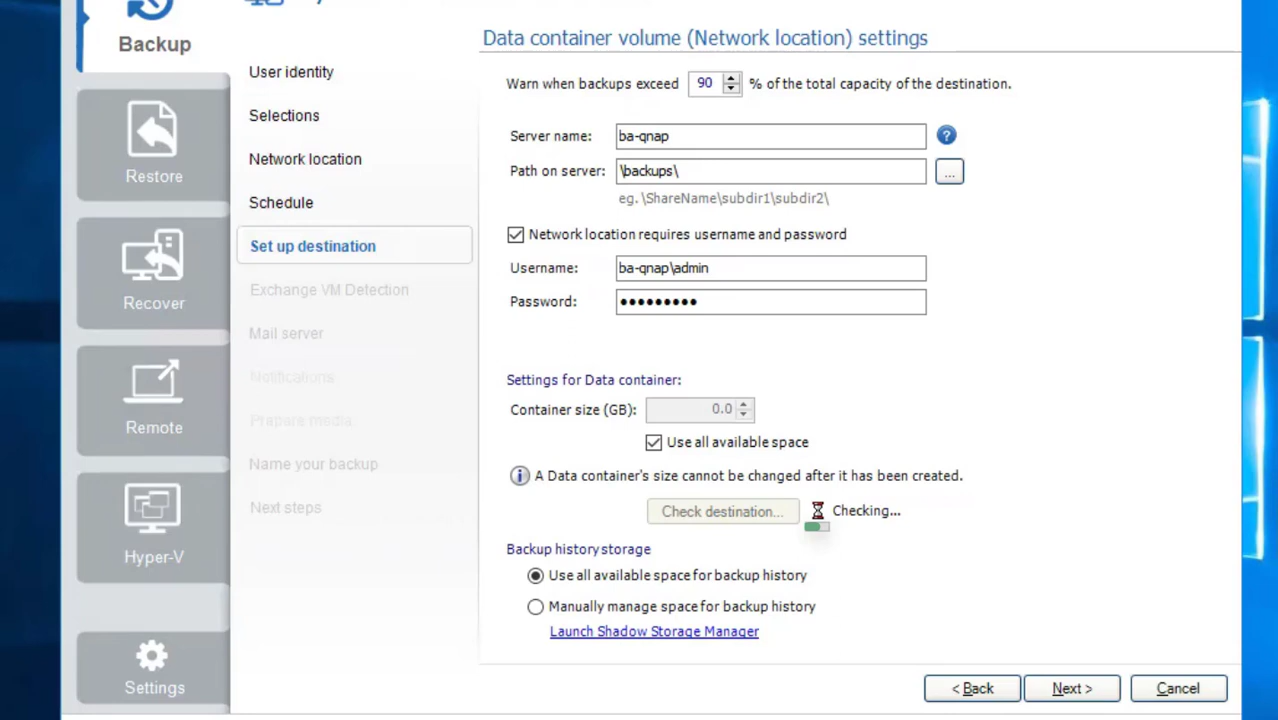 Backup
Restore
Recover
Remote
Hyper-V
Settings
User identity
Selections
Network location
Schedule
Set up destination
Exchange VM Detection
Mail server
Notifications
Prepare media
Name your backup
Next steps
Data container volume (Network location) settings
Warn when backups exceed 90 % of the total capacity of the destination.
Server name: ba-qnap ?
Path on server: \backups\ ...
eg. \ShareName\subdir1\subdir2\
Network location requires username and password
Username: ba-qnap\admin
Password: •••••••••
Settings for Data container:
Container size (GB): 0.0
Use all available space
A Data container's size cannot be changed after it has been created.
Check destination... Checking...
Backup history storage
Use all available space for backup history
Manually manage space for backup history
Launch Shadow Storage Manager
< Back Next > Cancel